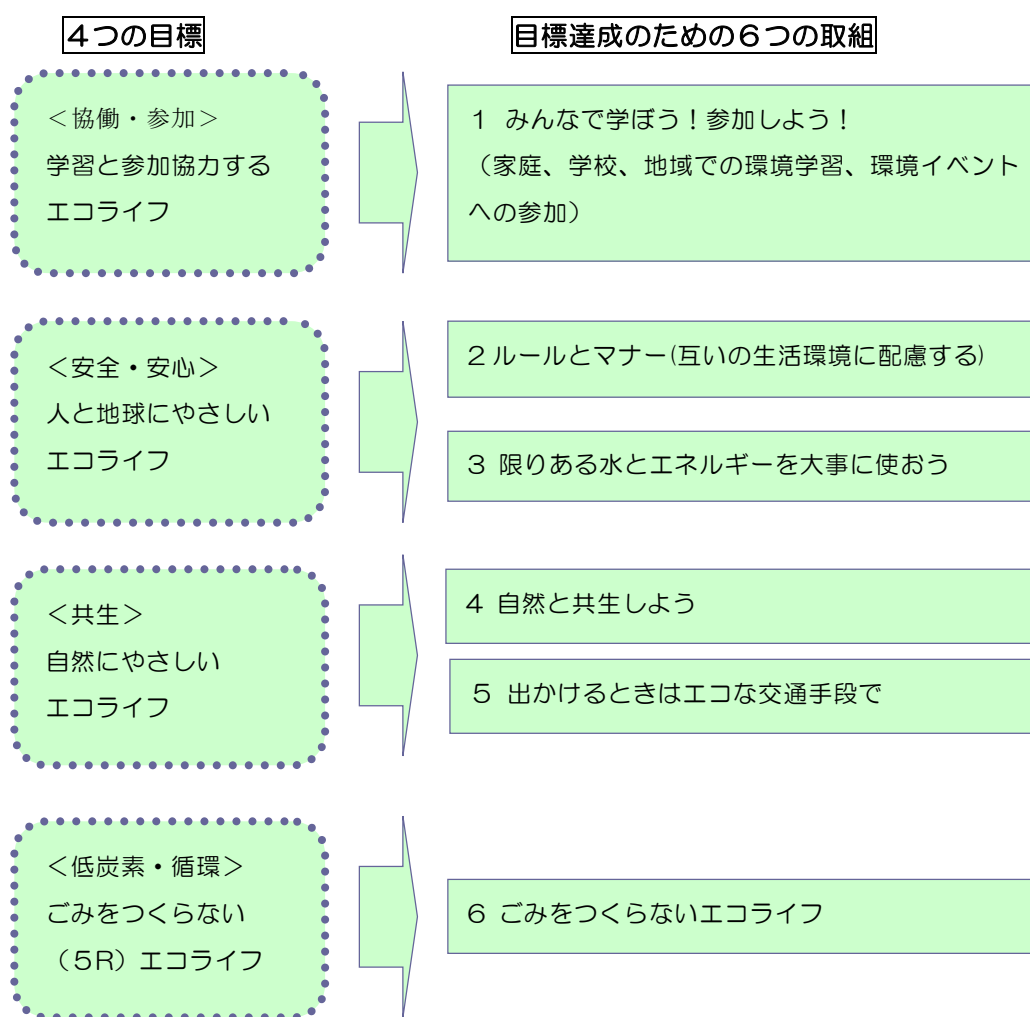 ４つの目標
目標達成のための６つの取組
＜協働・参加＞
学習と参加協力する
エコライフ
１ みんなで学ぼう！参加しよう！
（家庭、学校、地域での環境学習、環境イベント
への参加）
＜安全・安心＞
人と地球にやさしい
エコライフ
２ルールとマナー(互いの生活環境に配慮する)
３ 限りある水とエネルギーを大事に使おう
＜共生＞
自然にやさしい
エコライフ
４ 自然と共生しよう
５ 出かけるときはエコな交通手段で
＜低炭素・循環＞
ごみをつくらない
（５R）エコライフ
６ ごみをつくらないエコライフ